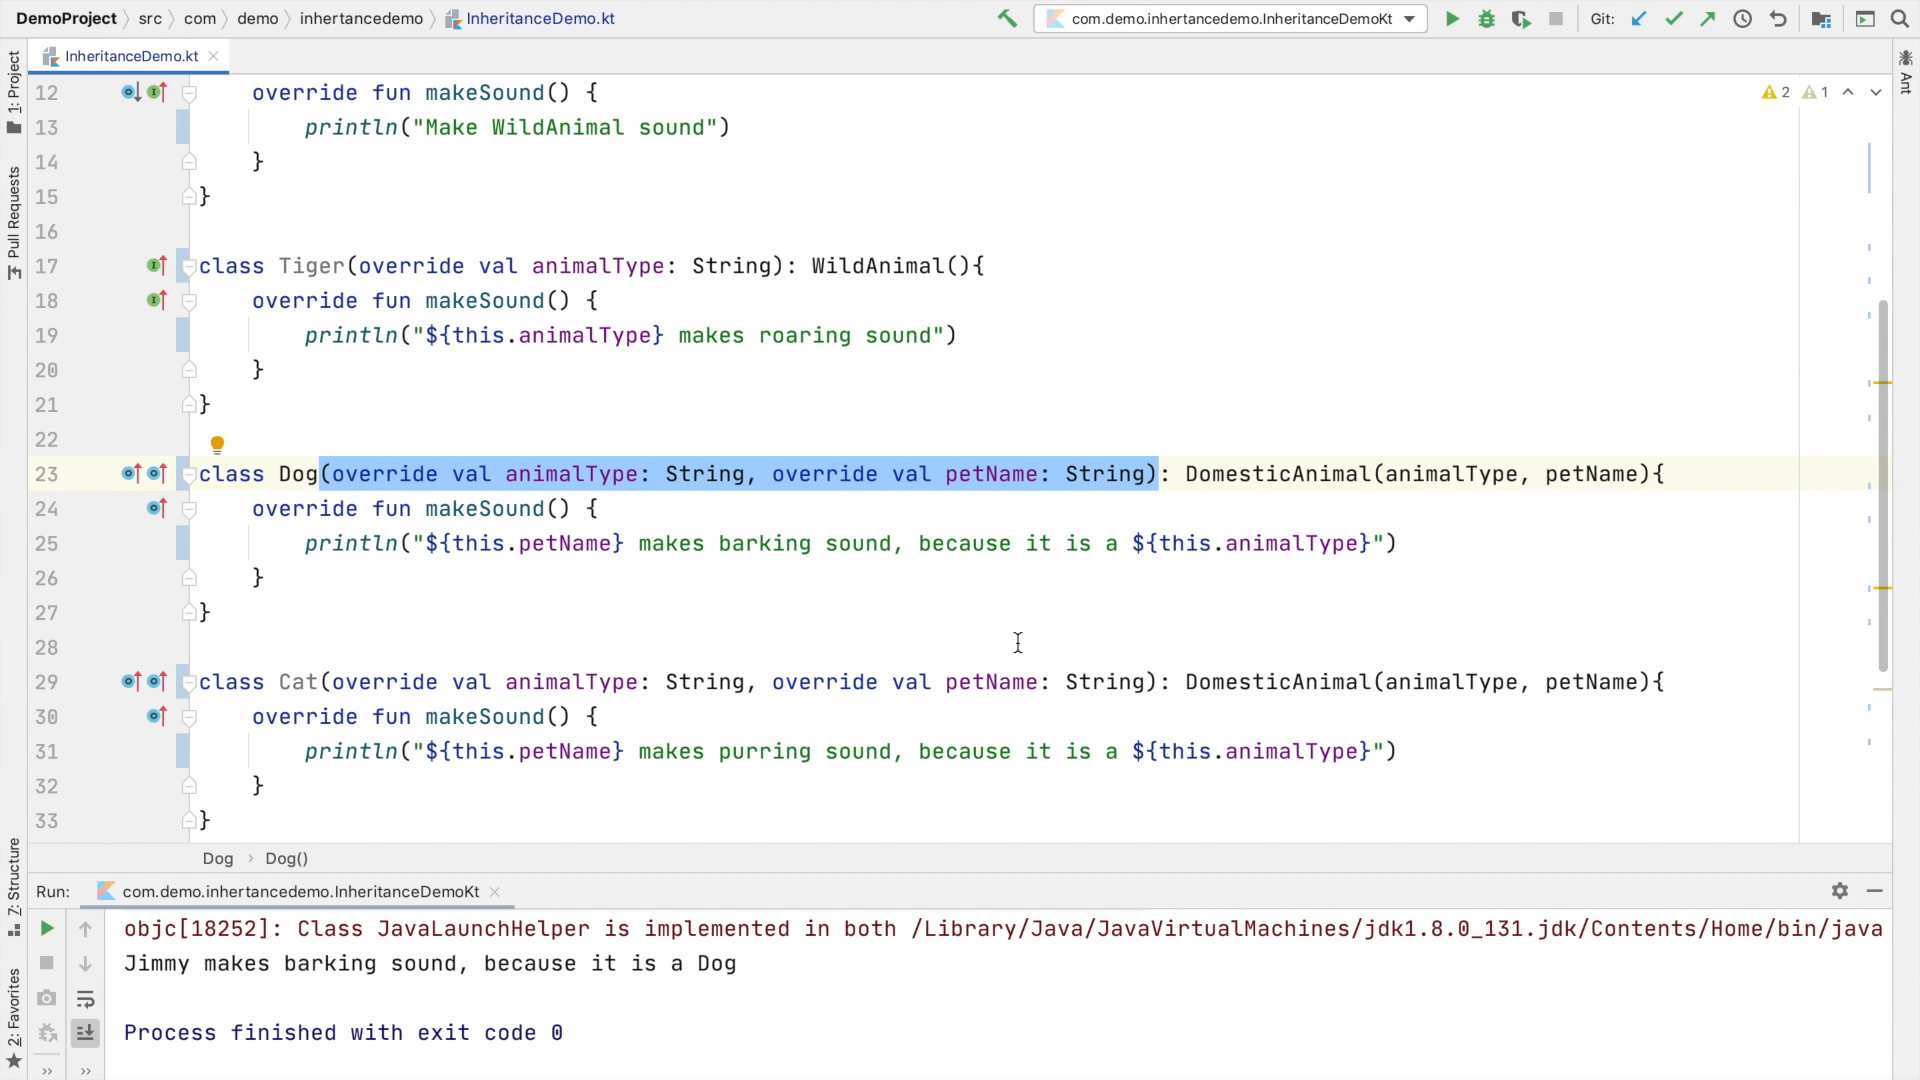 DemoProject src com demo inhertancedemo InheritanceDemo.kt com.demo.inhertancedemo.InheritanceDemoKt Git:
InheritanceDemo.kt
1: Project
Pull Requests
7: Structure
2: Favorites
Ant
2 1
12 override fun makeSound() {
13 println("Make WildAnimal sound")
14 }
15 }
16
17 class Tiger(override val animalType: String): WildAnimal(){
18 override fun makeSound() {
19 println("${this.animalType} makes roaring sound")
20 }
21 }
22
23 class Dog(override val animalType: String, override val petName: String): DomesticAnimal(animalType, petName){
24 override fun makeSound() {
25 println("${this.petName} makes barking sound, because it is a ${this.animalType}")
26 }
27 }
28
29 class Cat(override val animalType: String, override val petName: String): DomesticAnimal(animalType, petName){
30 override fun makeSound() {
31 println("${this.petName} makes purring sound, because it is a ${this.animalType}")
32 }
33 }
Dog › Dog()
Run: com.demo.inhertancedemo.InheritanceDemoKt
objc[18252]: Class JavaLaunchHelper is implemented in both /Library/Java/JavaVirtualMachines/jdk1.8.0_131.jdk/Contents/Home/bin/java
Jimmy makes barking sound, because it is a Dog
Process finished with exit code 0